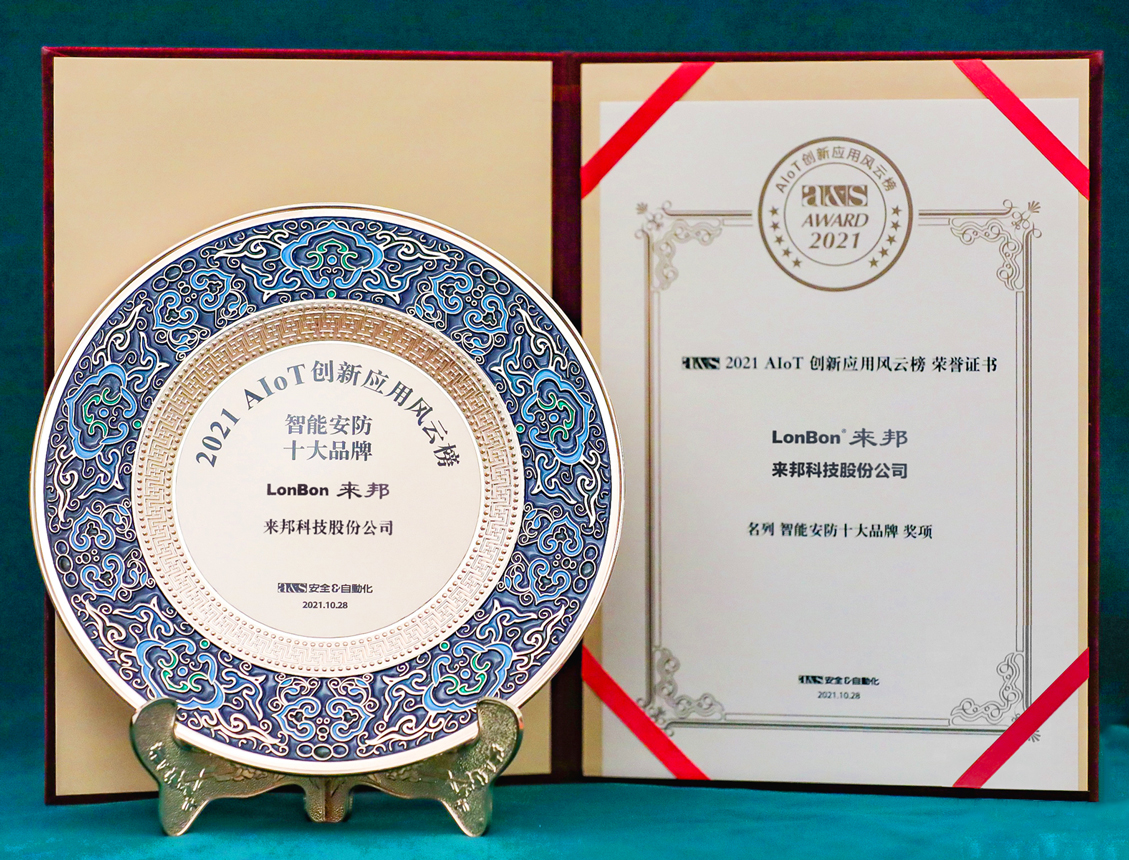 2021 AIoT 创新应用风云榜
智能安防
十大品牌
LonBon 来邦
来邦科技股份公司
a&s 安全&自動化
2021.10.28
AIoT创新应用风云榜
a&s
AWARD
2021
a&s 2021 AIoT 创新应用风云榜 荣誉证书
LonBon® 来邦
来邦科技股份公司
名列 智能安防十大品牌 奖项
a&s 安全&自動化
2021.10.28